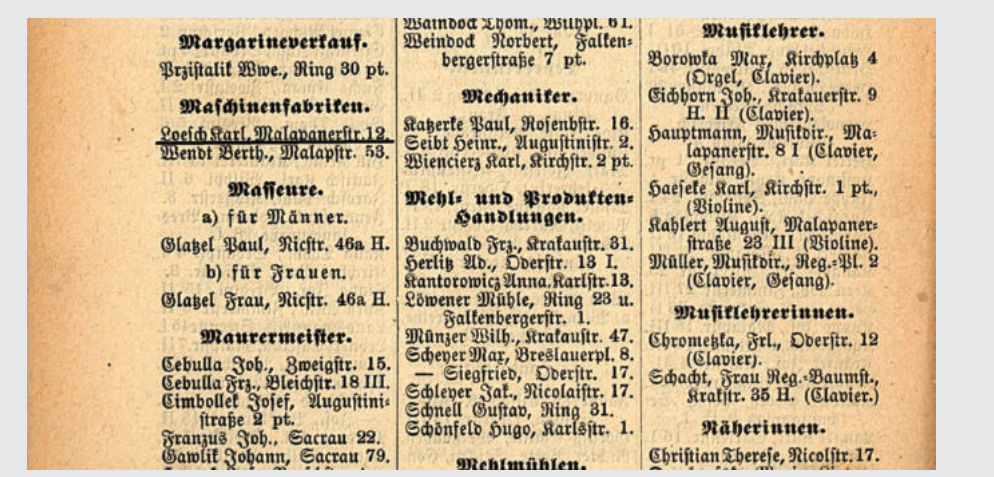 Margarineverkauf.
Przistalik Wwe., Ring 30 pt.
Maschinenfabriken.
Loesch Karl, Malapanerstr. 12.
Wendt Berth., Malapstr. 53.
Masseure.
a) für Männer.
Glatzel Paul, Nicstr. 46a H.
b) für Frauen.
Glatzel Frau, Nicstr. 46a H.
Maurermeister.
Cebulla Joh., Zweigstr. 15.
Cebulla Frz., Bleichstr. 18 III.
Cimbollek Josef, Augustini-
straße 2 pt.
Franzus Joh., Sacrau 22.
Gawlik Johann, Sacrau 79.
Waindock Thom., Wilhpl. 61.
Weindock Norbert, Falken-
bergerstraße 7 pt.
Mechaniker.
Katzerke Paul, Rosenbstr. 16.
Seibt Heinr., Augustinistr. 2.
Wiencierz Karl, Kirchstr. 2 pt.
Mehl- und Produkten-
Handlungen.
Buchwald Frz., Krakaustr. 31.
Herlitz Ad., Oderstr. 13 I.
Kantorowicz Anna, Karlstr. 13.
Löwener Mühle, Ring 23 u.
Falkenbergerstr. 1.
Münzer Wilh., Krakaustr. 47.
Scheyer Max, Breslauerpl. 8.
— Siegfried, Oderstr. 17.
Schleyer Jak., Nicolaistr. 17.
Schnell Gustav, Ring 31.
Schönfeld Hugo, Karlsstr. 1.
Mehlmühlen.
Musiklehrer.
Borowka Max, Kirchplatz 4
(Orgel, Clavier).
Eichhorn Joh., Krakauerstr. 9
H. II (Clavier).
Hauptmann, Musikdir., Ma-
lapanerstr. 8 I (Clavier,
Gesang).
Haeseke Karl, Kirchstr. 1 pt.,
(Violine).
Kahlert August, Malapaner-
straße 23 III (Violine).
Müller, Musikdir., Reg.-Pl. 2
(Clavier, Gesang).
Musiklehrerinnen.
Chrometzka, Frl., Oderstr. 12
(Clavier).
Schacht, Frau Reg.-Baumst.,
Krakstr. 35 H. (Clavier.)
Näherinnen.
Christian Therese, Nicolstr. 17.